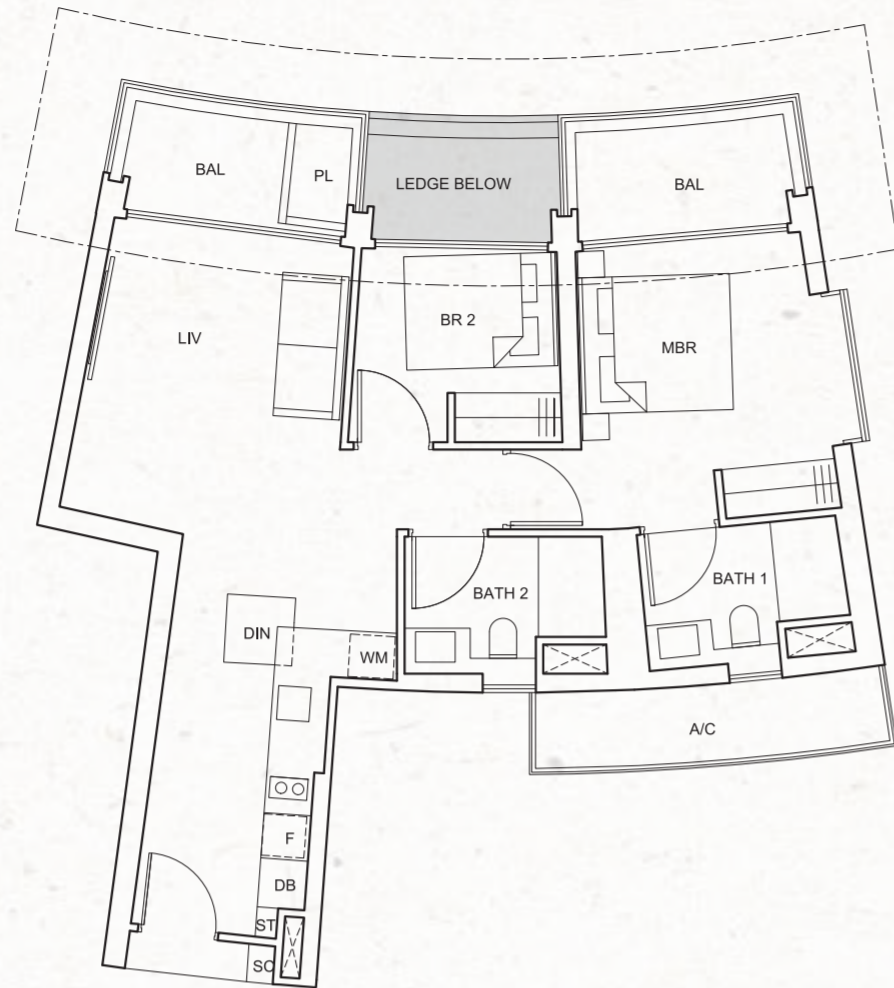 BAL
PL
LEDGE BELOW
BAL
LIV
BR 2
MBR
BATH 2
BATH 1
DIN
WM
A/C
F
DB
ST
SC